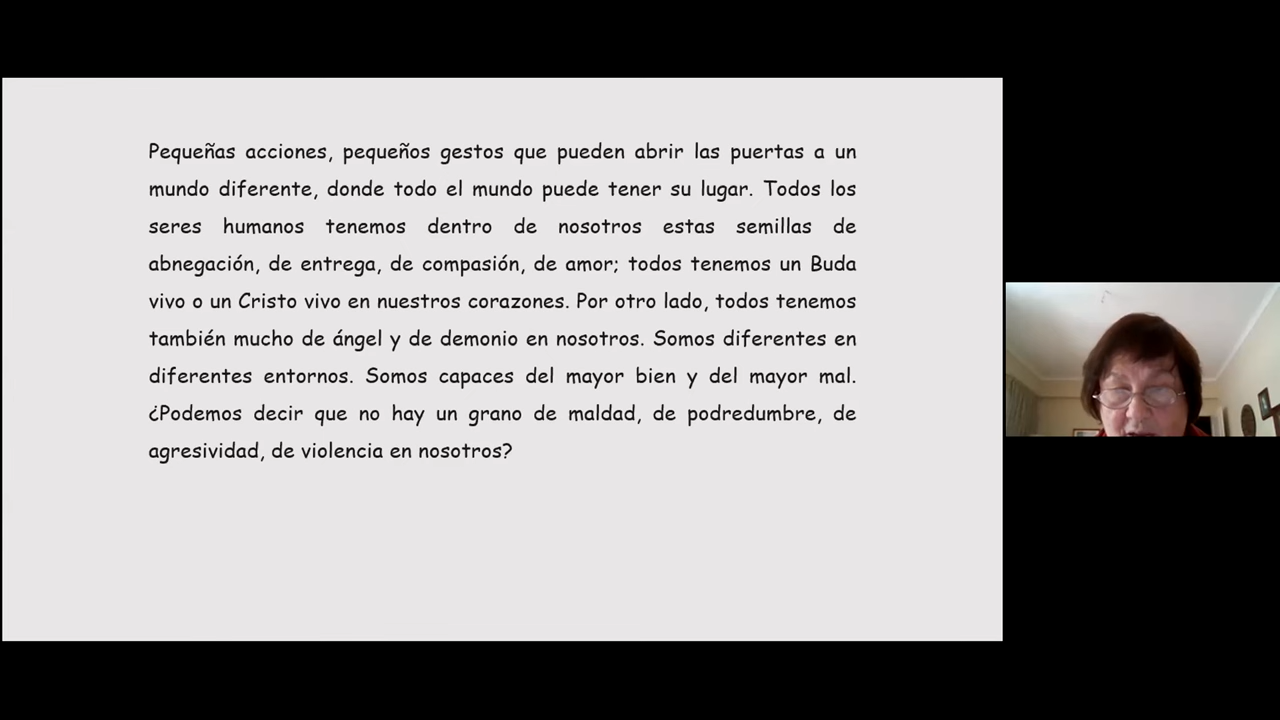 Pequeñas acciones, pequeños gestos que pueden abrir las puertas a un
mundo diferente, donde todo el mundo puede tener su lugar. Todos los
seres humanos tenemos dentro de nosotros estas semillas de
abnegación, de entrega, de compasión, de amor; todos tenemos un Buda
vivo o un Cristo vivo en nuestros corazones. Por otro lado, todos tenemos
también mucho de ángel y de demonio en nosotros. Somos diferentes en
diferentes entornos. Somos capaces del mayor bien y del mayor mal.
¿Podemos decir que no hay un grano de maldad, de podredumbre, de
agresividad, de violencia en nosotros?